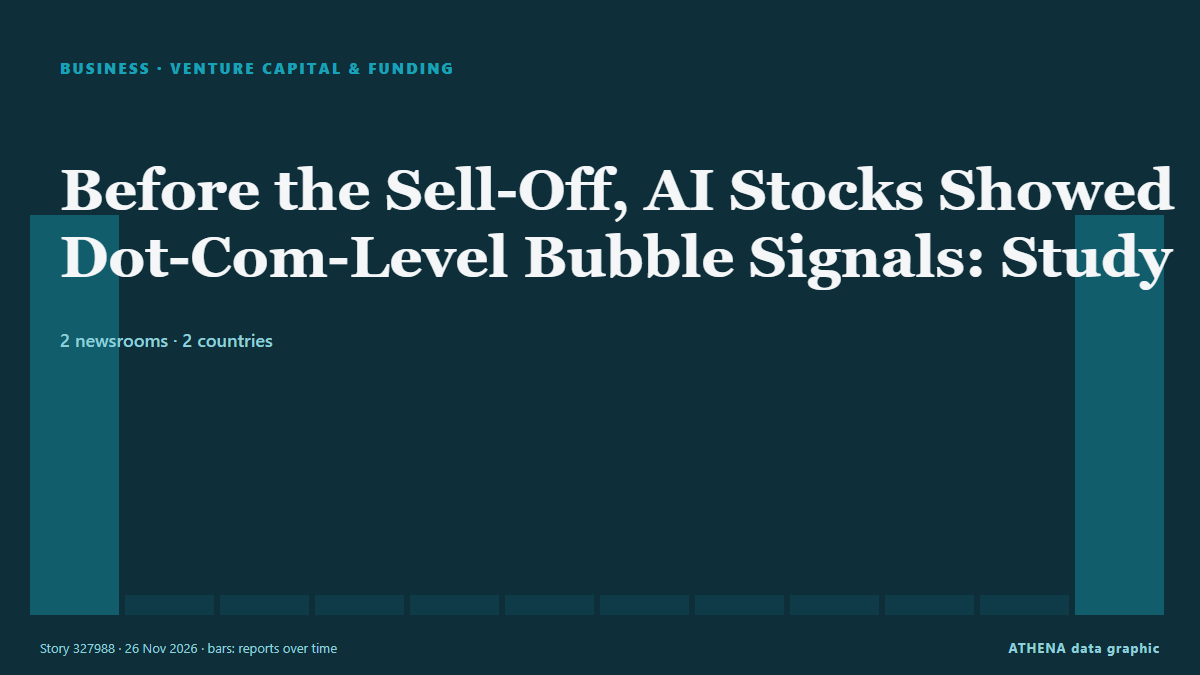 BUSINESS · VENTURE CAPITAL & FUNDING
Before the Sell-Off, AI Stocks Showed
Dot-Com-Level Bubble Signals: Study
2 newsrooms · 2 countries
Story 327988 · 26 Nov 2026 · bars: reports over time
ATHENA data graphic